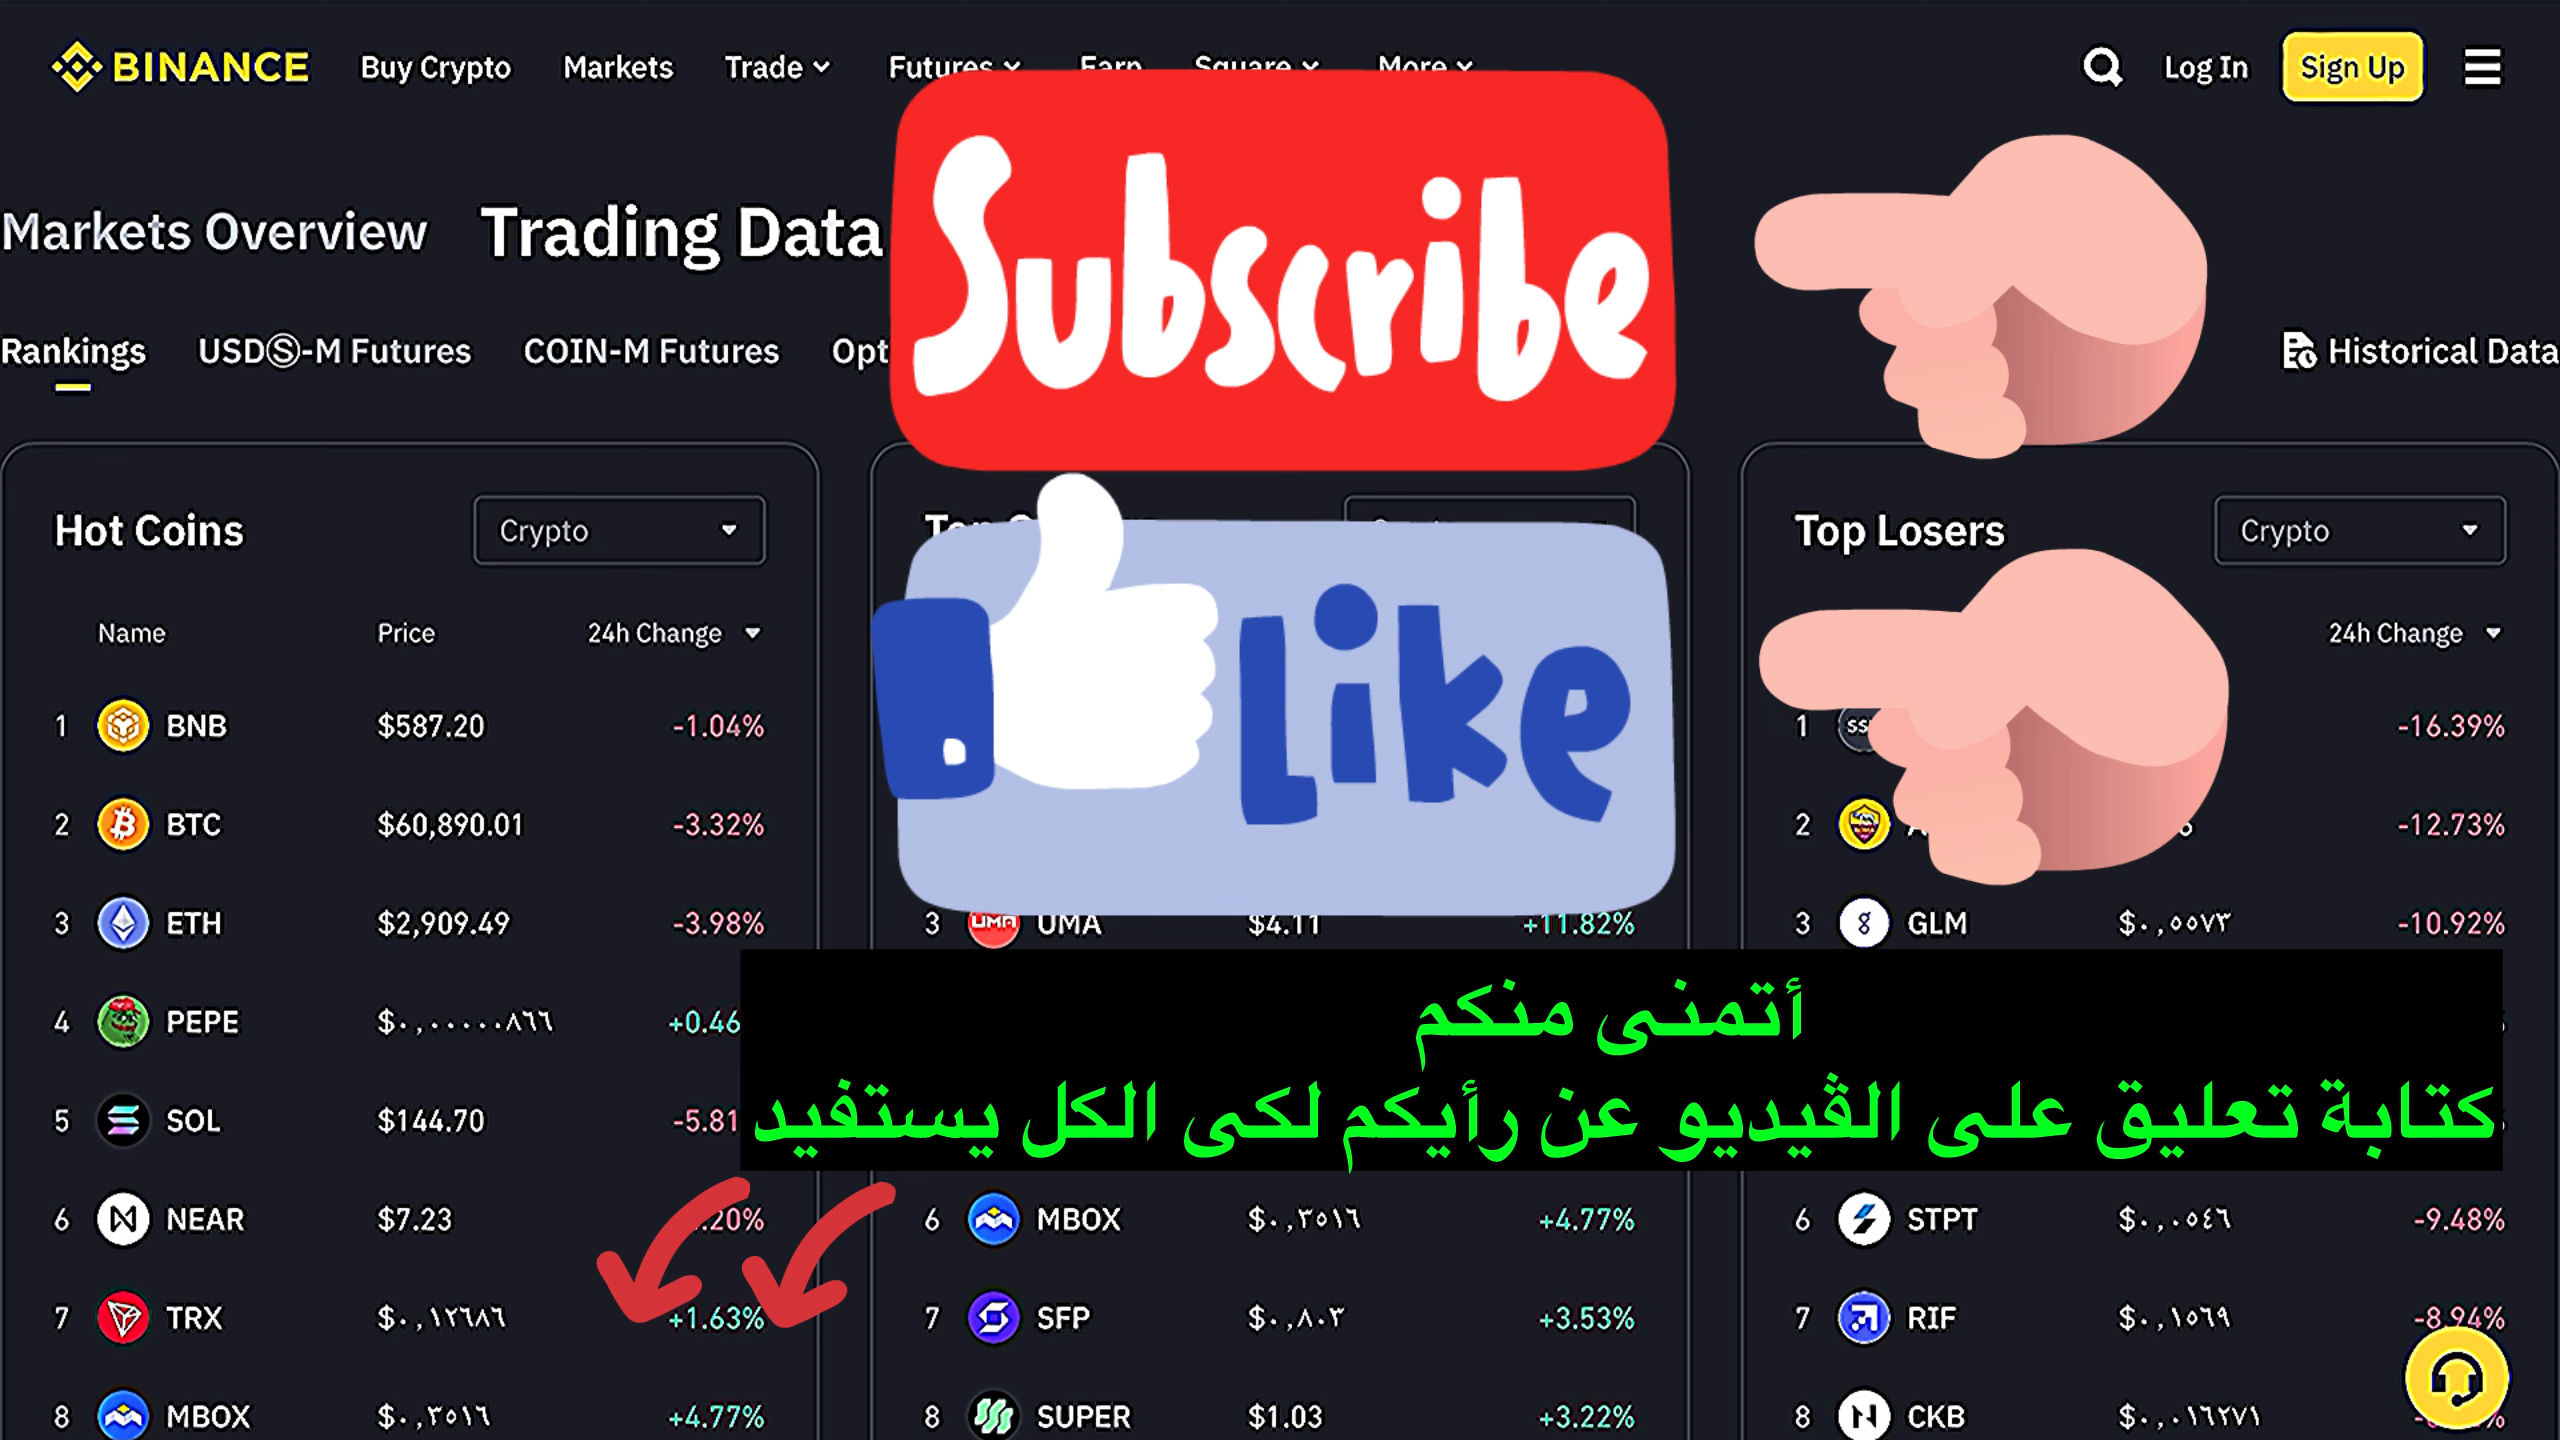 BINANCE Buy Crypto Markets Trade Futures Earn Square More Log In Sign Up
Subscribe
Markets Overview Trading Data
Rankings USDⓈ-M Futures COIN-M Futures Historical Data
Like
Hot Coins Crypto
Name Price 24h Change
1 BNB $587.20 -1.04%
2 BTC $60,890.01 -3.32%
3 ETH $2,909.49 -3.98%
4 PEPE $٠,٠٠٠٠٠٨٦٦ +0.46
5 SOL $144.70 -5.81
6 NEAR $7.23 .20%
7 TRX $٠,١٢٦٨٦ +1.63%
8 MBOX $٠,٣٥١٦ +4.77%
3 UMA $4.11 +11.82%
6 MBOX $٠,٣٥١٦ +4.77%
7 SFP $٠,٨٠٣ +3.53%
8 SUPER $1.03 +3.22%
Top Losers Crypto
24h Change
1 -16.39%
2 -12.73%
3 GLM $٠,٥٥٧٣ -10.92%
6 STPT $٠,٠٥٤٦ -9.48%
7 RIF $٠,١٥٦٩ -8.94%
8 CKB $٠,٠١٦٢٧١
أتمنى منكم
كتابة تعليق على الڤيديو عن رأيكم لكى الكل يستفيد